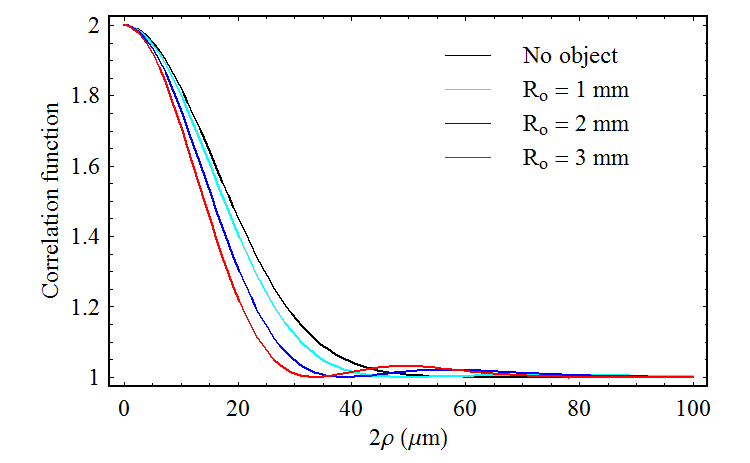 2
1.8
1.6
1.4
1.2
1
Correlation function
No object
Rₒ = 1 mm
Rₒ = 2 mm
Rₒ = 3 mm
0 20 40 60 80 100
2ρ (μm)